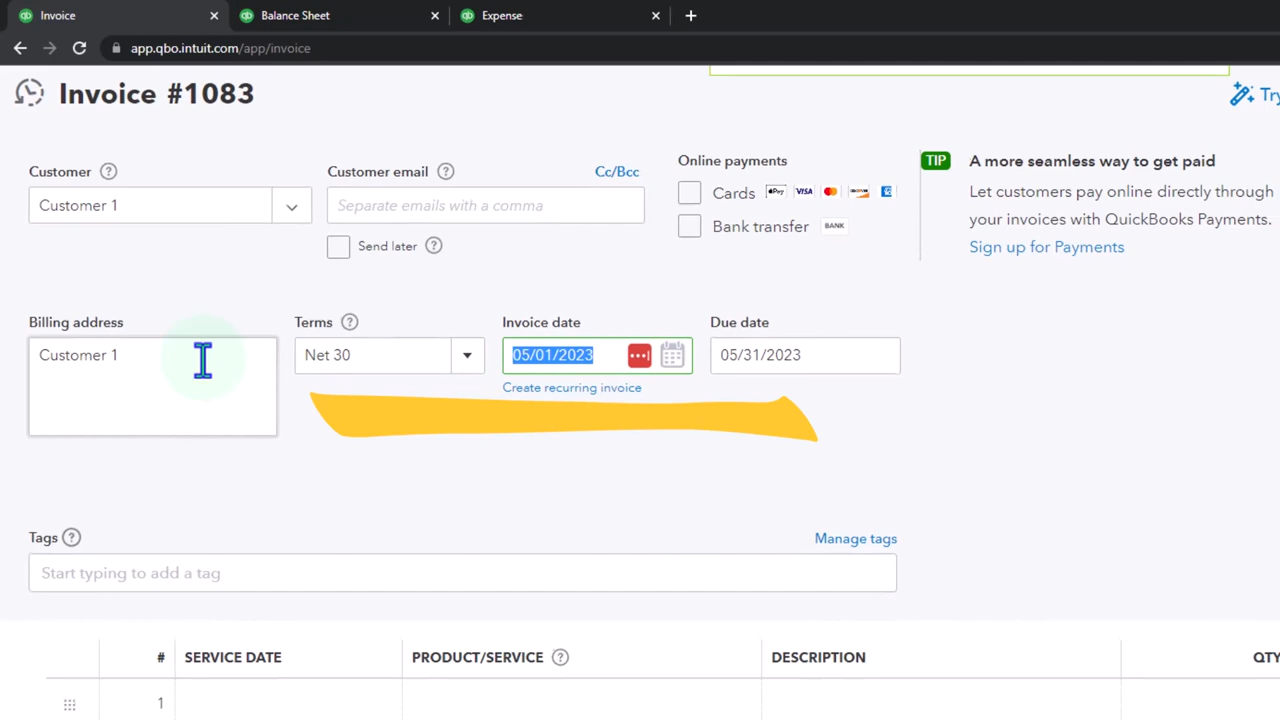 Invoice
Balance Sheet
Expense
app.qbo.intuit.com/app/invoice
Invoice #1083
Try
Customer
Customer 1
Customer email
Cc/Bcc
Separate emails with a comma
Send later
Online payments
Cards
Pay
VISA
Bank transfer
BANK
TIP
A more seamless way to get paid
Let customers pay online directly through
your invoices with QuickBooks Payments.
Sign up for Payments
Billing address
Customer 1
Terms
Net 30
Invoice date
05/01/2023
Create recurring invoice
Due date
05/31/2023
Tags
Manage tags
Start typing to add a tag
# SERVICE DATE PRODUCT/SERVICE DESCRIPTION QTY
1